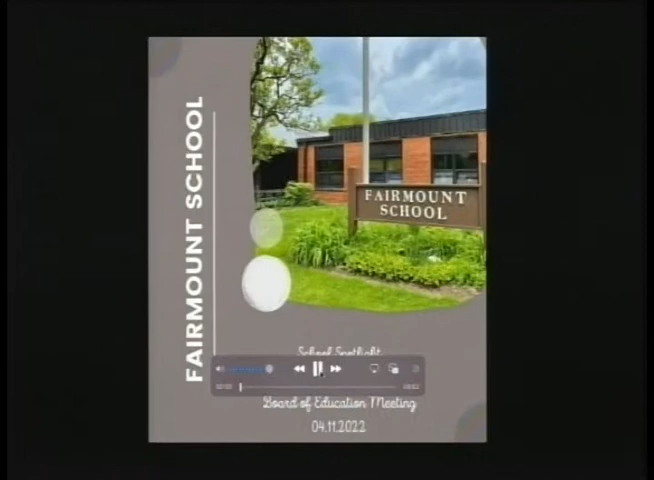 FAIRMOUNT SCHOOL
FAIRMOUNT
SCHOOL
School Spotlight
Board of Education Meeting
04.11.2022